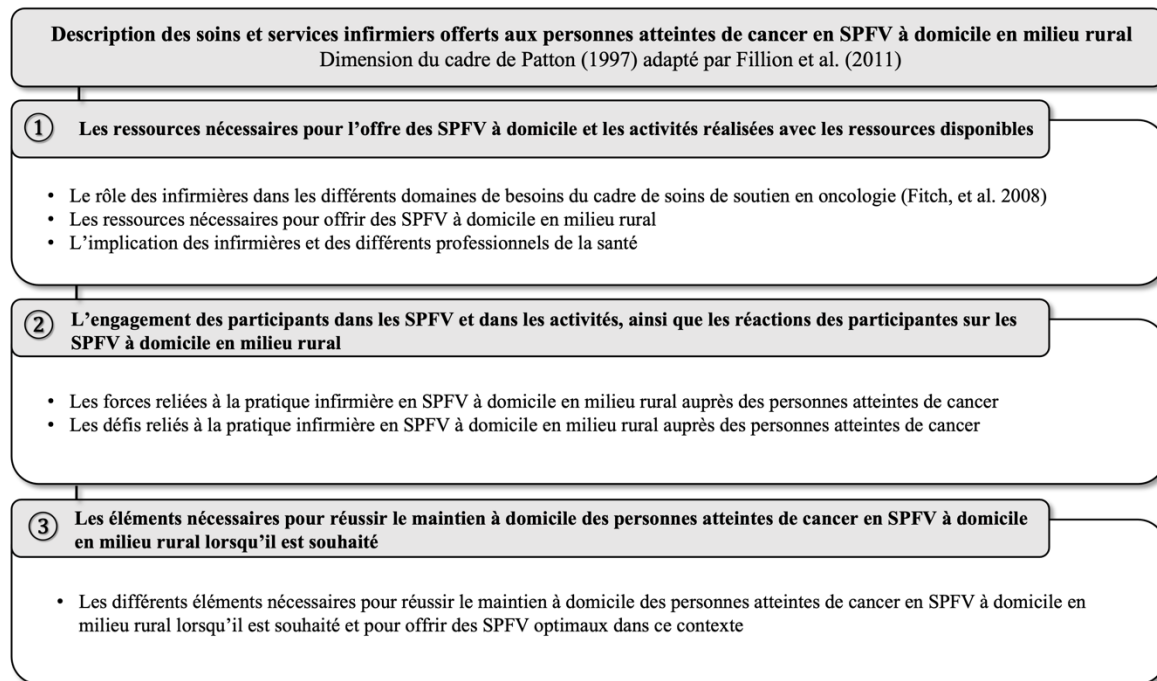 Description des soins et services infirmiers offerts aux personnes atteintes de cancer en SPFV à domicile en milieu rural
Dimension du cadre de Patton (1997) adapté par Fillion et al. (2011)
① Les ressources nécessaires pour l’offre des SPFV à domicile et les activités réalisées avec les ressources disponibles
• Le rôle des infirmières dans les différents domaines de besoins du cadre de soins de soutien en oncologie (Fitch, et al. 2008)
• Les ressources nécessaires pour offrir des SPFV à domicile en milieu rural
• L’implication des infirmières et des différents professionnels de la santé
② L’engagement des participants dans les SPFV et dans les activités, ainsi que les réactions des participantes sur les
SPFV à domicile en milieu rural
• Les forces reliées à la pratique infirmière en SPFV à domicile en milieu rural auprès des personnes atteintes de cancer
• Les défis reliés à la pratique infirmière en SPFV à domicile en milieu rural auprès des personnes atteintes de cancer
③ Les éléments nécessaires pour réussir le maintien à domicile des personnes atteintes de cancer en SPFV à domicile
en milieu rural lorsqu’il est souhaité
• Les différents éléments nécessaires pour réussir le maintien à domicile des personnes atteintes de cancer en SPFV à domicile en
milieu rural lorsqu’il est souhaité et pour offrir des SPFV optimaux dans ce contexte